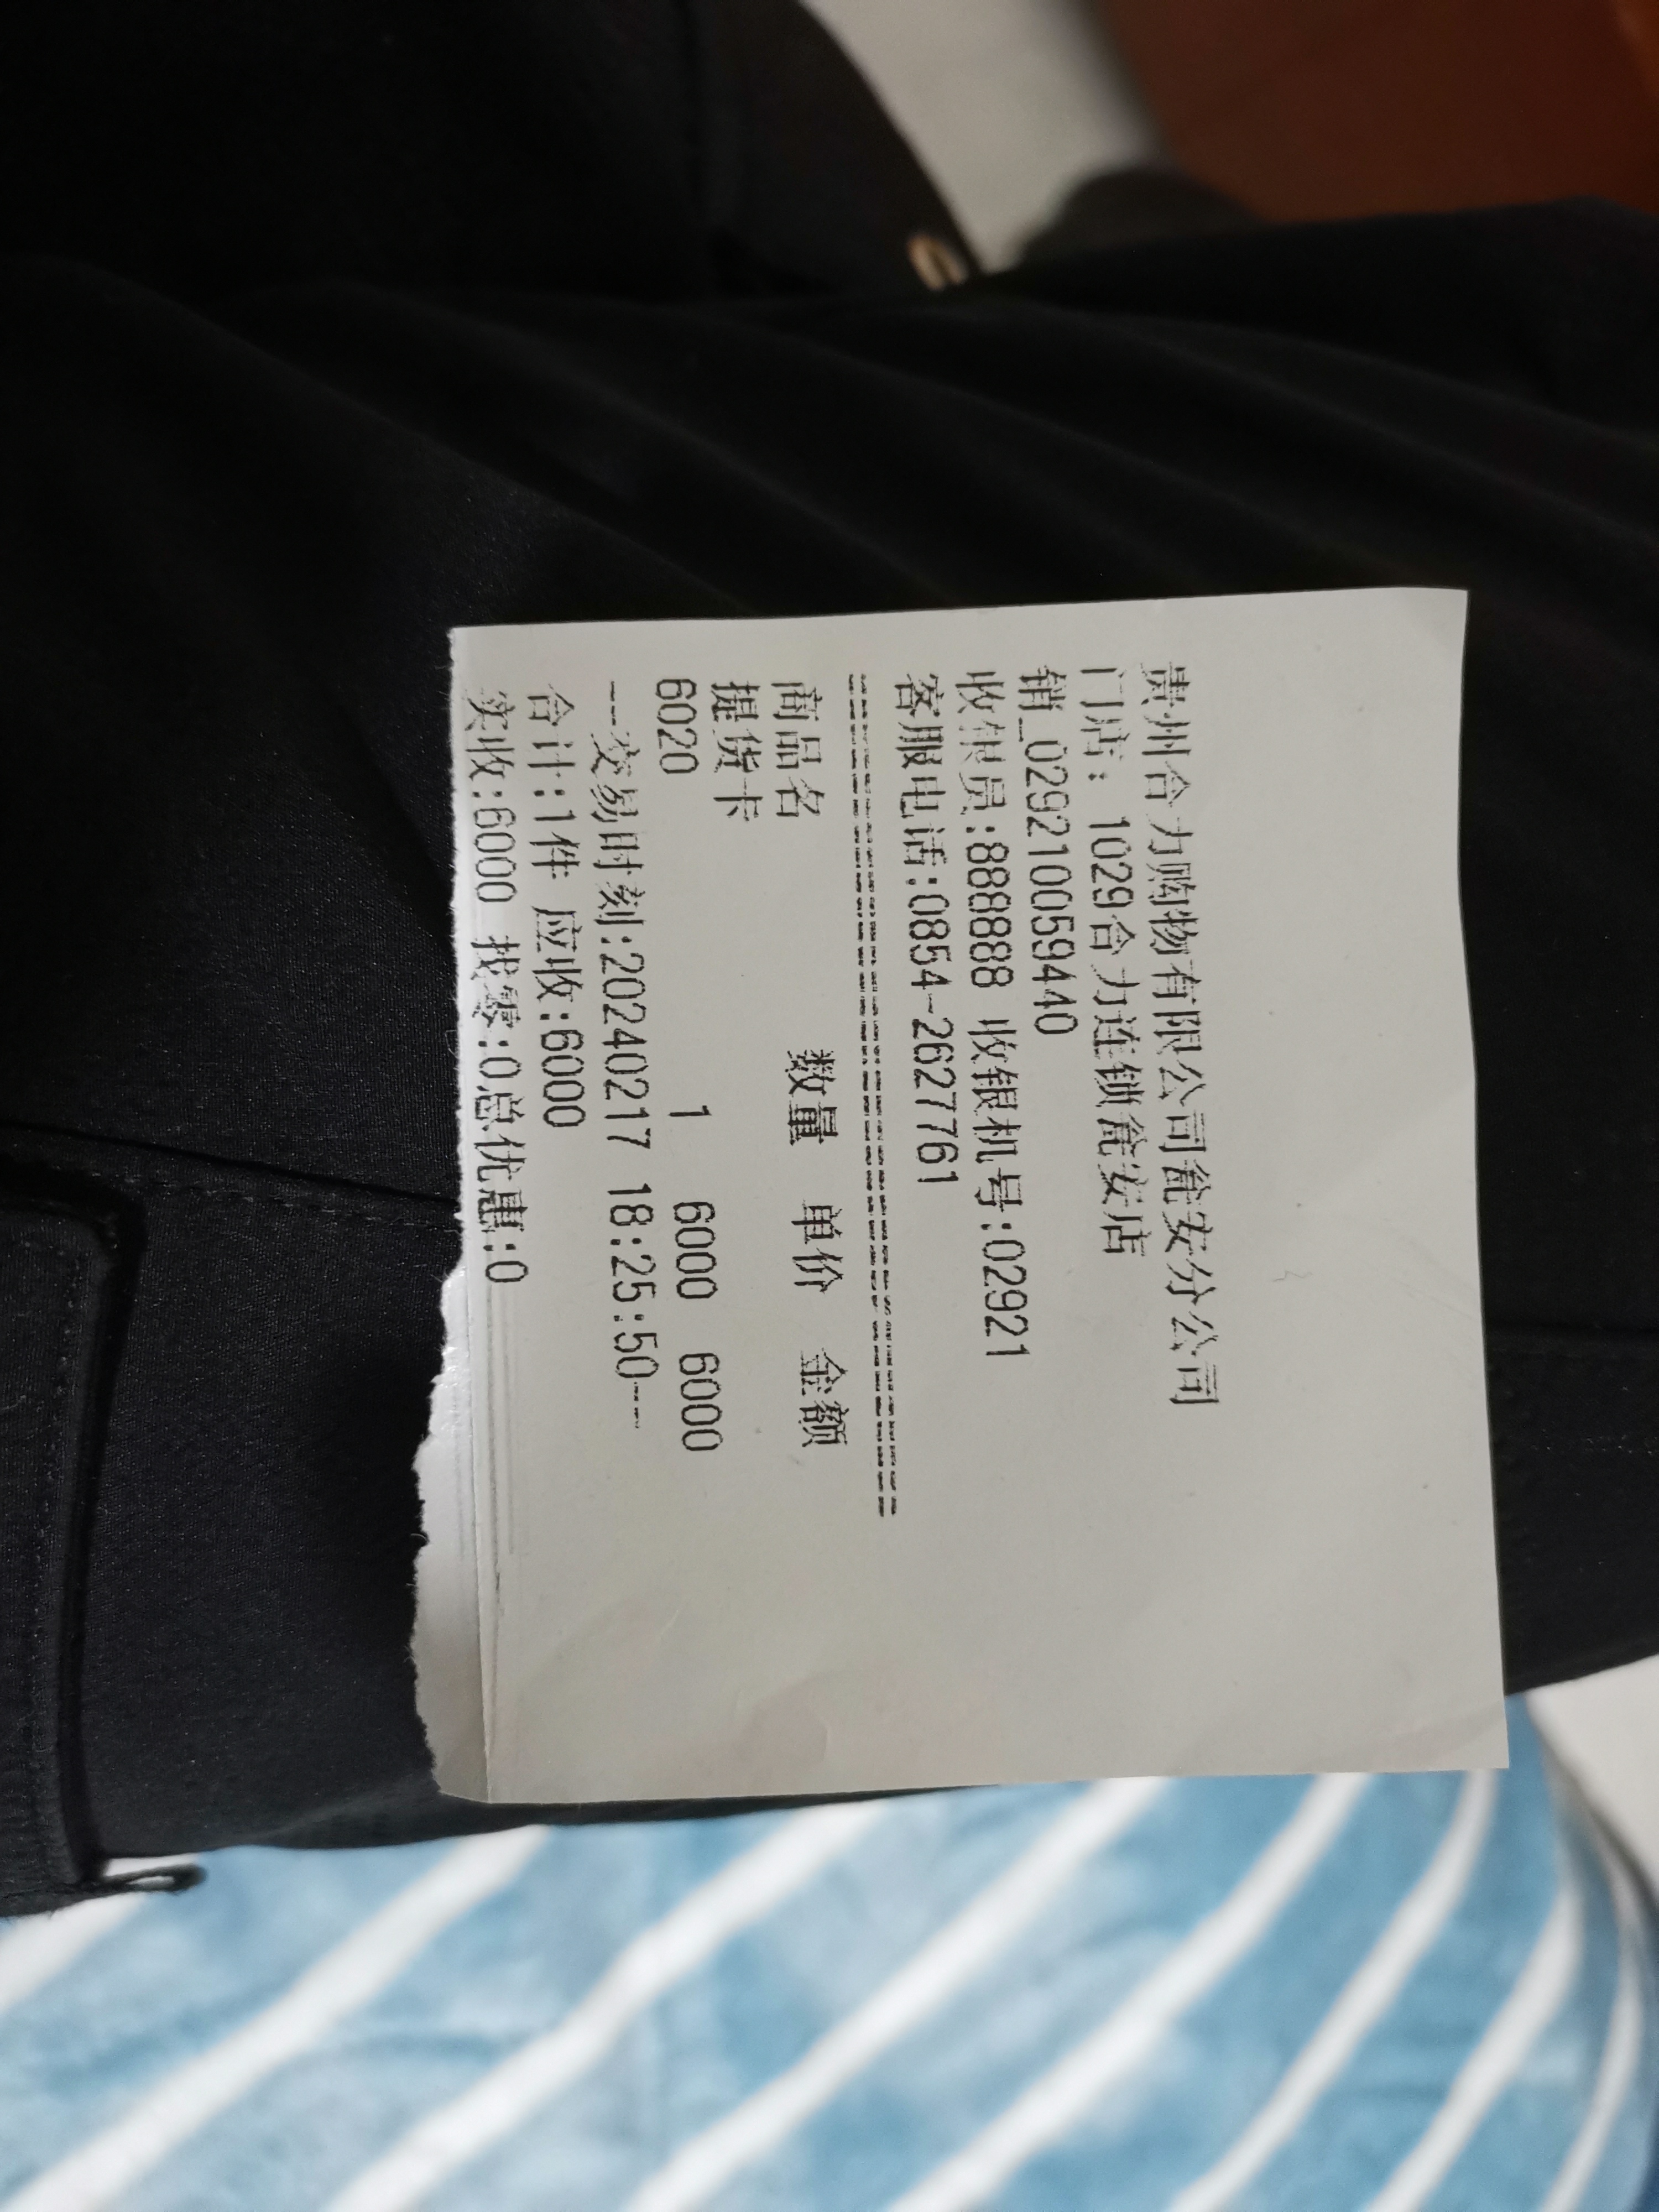 贵州合力购物有限公司瓮安分公司
门店: 1029合力连锁瓮安店
销_029210059440
收银员:888888 收银机号:02921
客服电话:0854-2627761
================================
商品名 数量 单价 金额
提货卡
6020 1 6000 6000
--交易时刻:20240217 18:25:50--
合计:1件 应收:6000
实收:6000 找零:0总优惠:0